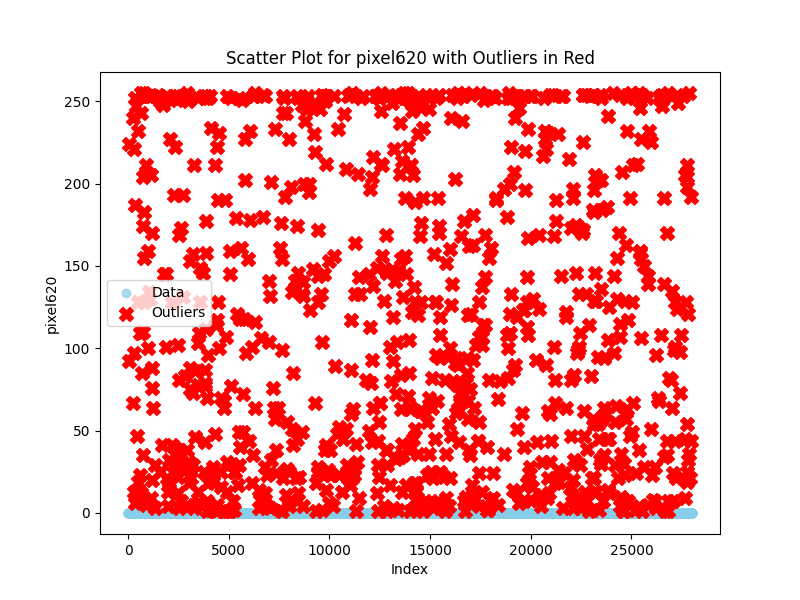 Scatter Plot for pixel620 with Outliers in Red
250
200
150
100
50
0
pixel620
Data
Outliers
0
5000
10000
15000
20000
25000
Index